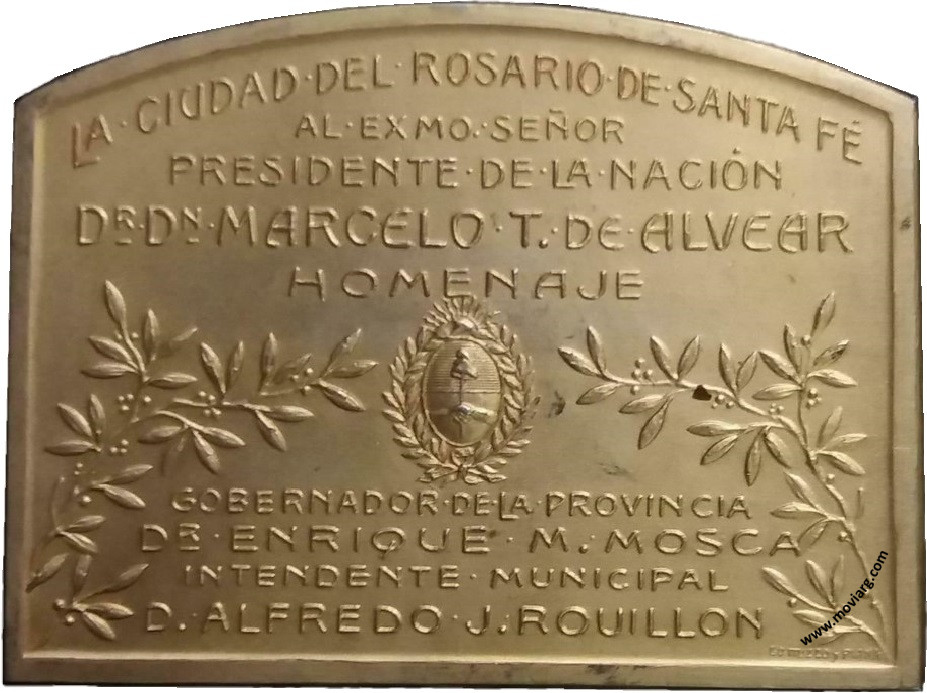 LA·CIUDAD·DEL·ROSARIO·DE·SANTA FÉ
AL·EXMO·SEÑOR
PRESIDENTE·DE·LA·NACIÓN
DR·DN·MARCELO·T.·DE·ALVEAR
HOMENAJE
GOBERNADOR·DE·LA·PROVINCIA
DR·ENRIQUE·M.·MOSCA
INTENDENTE·MUNICIPAL
D.·ALFREDO·J.·ROUILLON
www.moviarg.com